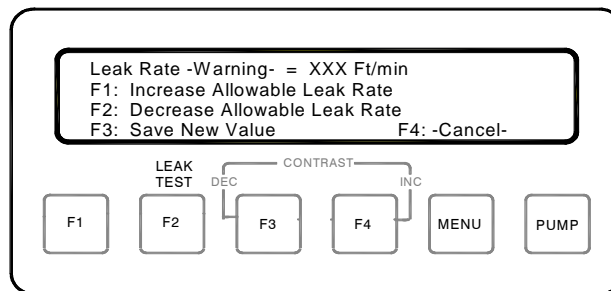 Leak Rate -Warning- = XXX Ft/min
F1: Increase Allowable Leak Rate
F2: Decrease Allowable Leak Rate
F3: Save New Value F4: -Cancel-
LEAK
TEST
CONTRAST
DEC
INC
F1
F2
F3
F4
MENU
PUMP